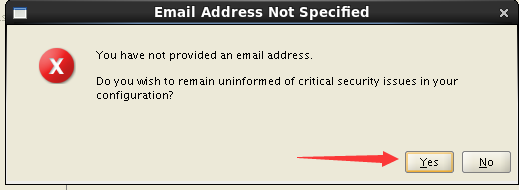 Email Address Not Specified
You have not provided an email address.
Do you wish to remain uninformed of critical security issues in your
configuration?
Yes
No